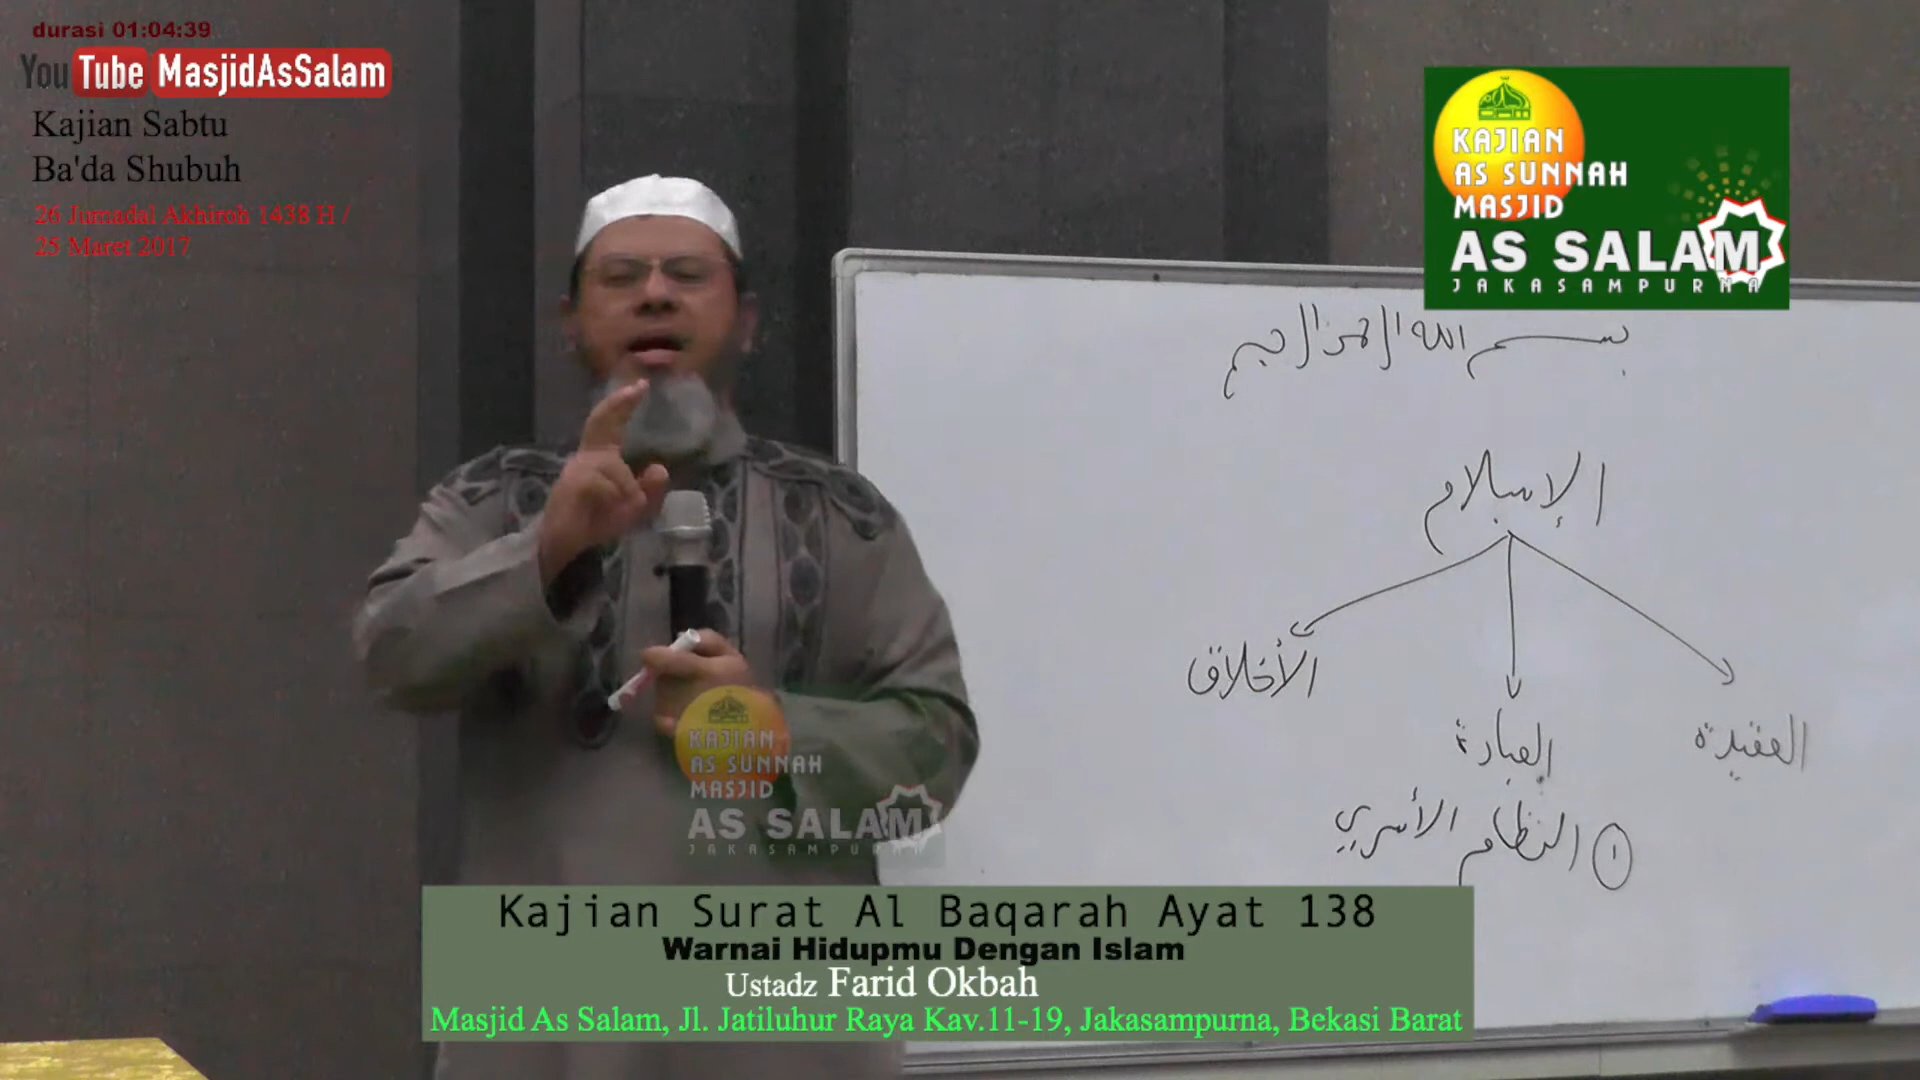 durasi 01:04:39
YouTube MasjidAsSalam
Kajian Sabtu
Ba'da Shubuh
26 Jumadal Akhiroh 1438 H /
25 Maret 2017
KAJIAN
AS SUNNAH
MASJID
AS SALAM
JAKASAMPURNA
بسم الله الرحمن الرحيم
الإسلام
الأخلاق
العبادة
العقيدة
١ النظام الأسري
KAJIAN
AS SUNNAH
MASJID
AS SALAM
JAKASAMPURNA
Kajian Surat Al Baqarah Ayat 138
Warnai Hidupmu Dengan Islam
Ustadz Farid Okbah
Masjid As Salam, Jl. Jatiluhur Raya Kav.11-19, Jakasampurna, Bekasi Barat